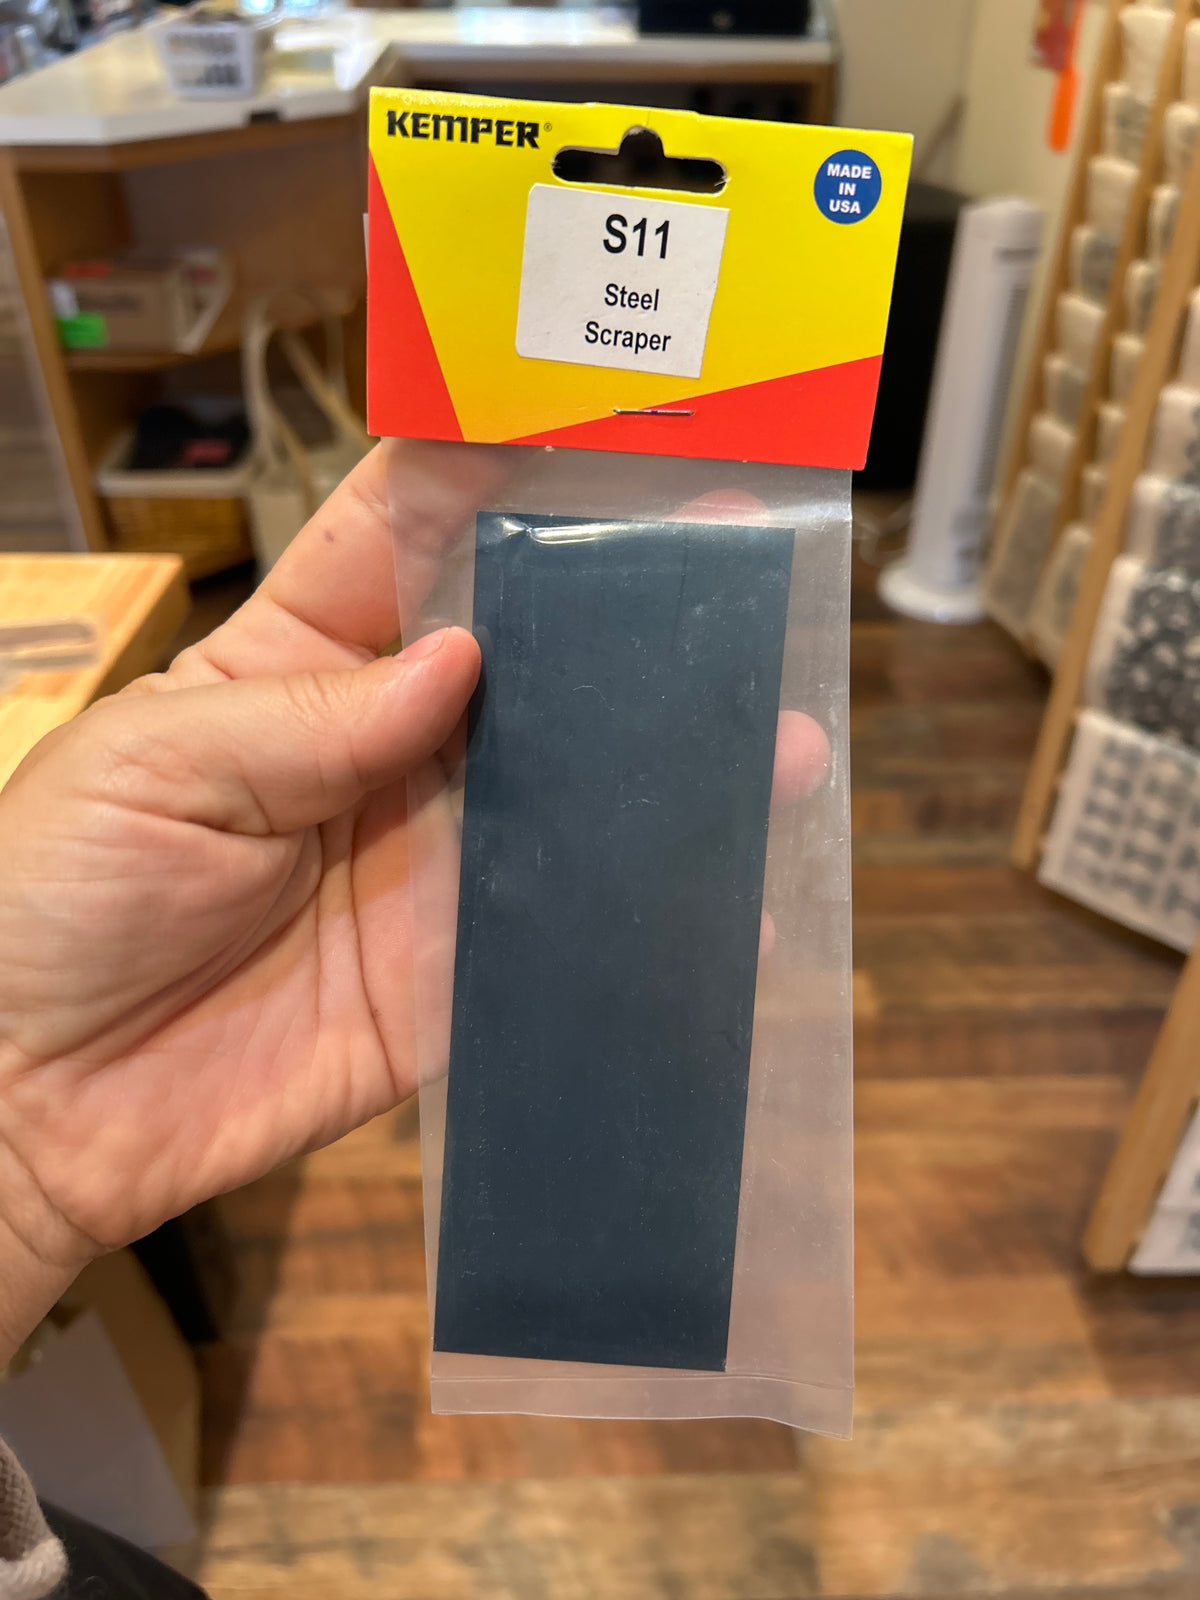 KEMPER®
MADE
IN
USA
S11
Steel
Scraper